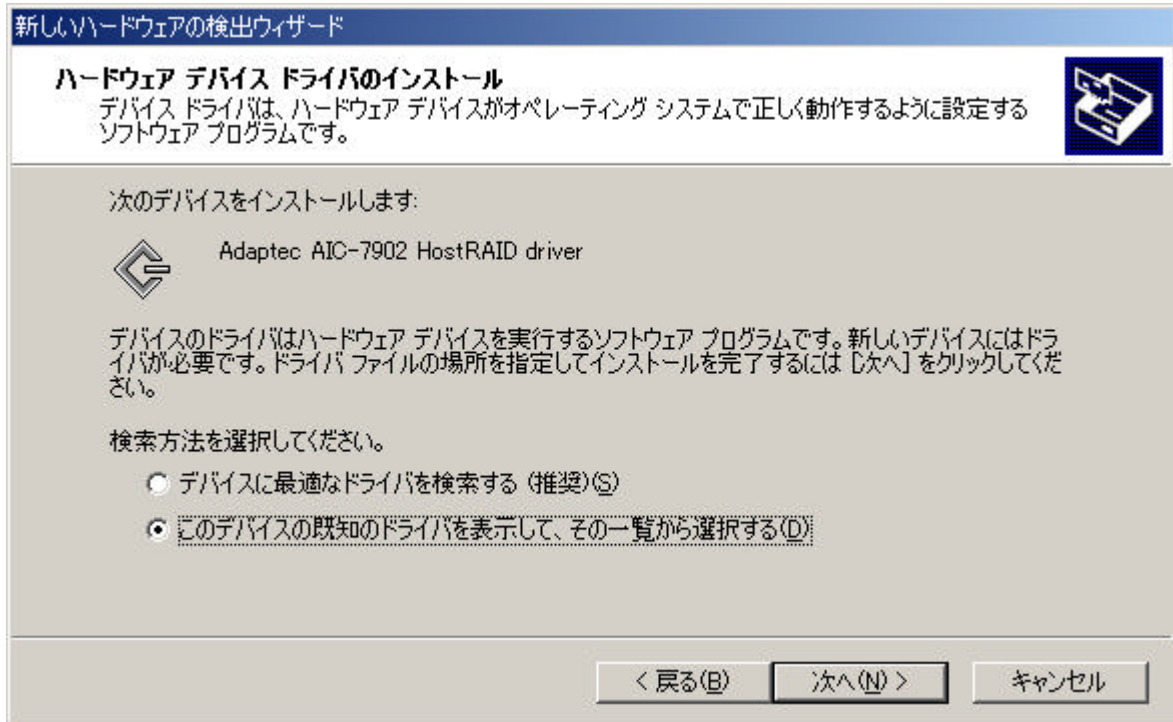 新しいハードウェアの検出ウィザード
ハードウェア デバイス ドライバのインストール
デバイス ドライバは、ハードウェア デバイスがオペレーティング システムで正しく動作するように設定する
ソフトウェア プログラムです。
次のデバイスをインストールします:
Adaptec AIC-7902 HostRAID driver
デバイスのドライバはハードウェア デバイスを実行するソフトウェア プログラムです。新しいデバイスにはドラ
イバが必要です。ドライバ ファイルの場所を指定してインストールを完了するには [次へ] をクリックしてくだ
さい。
検索方法を選択してください。
デバイスに最適なドライバを検索する (推奨)(S)
このデバイスの既知のドライバを表示して、その一覧から選択する(D)
< 戻る(B) 次へ(N) > キャンセル